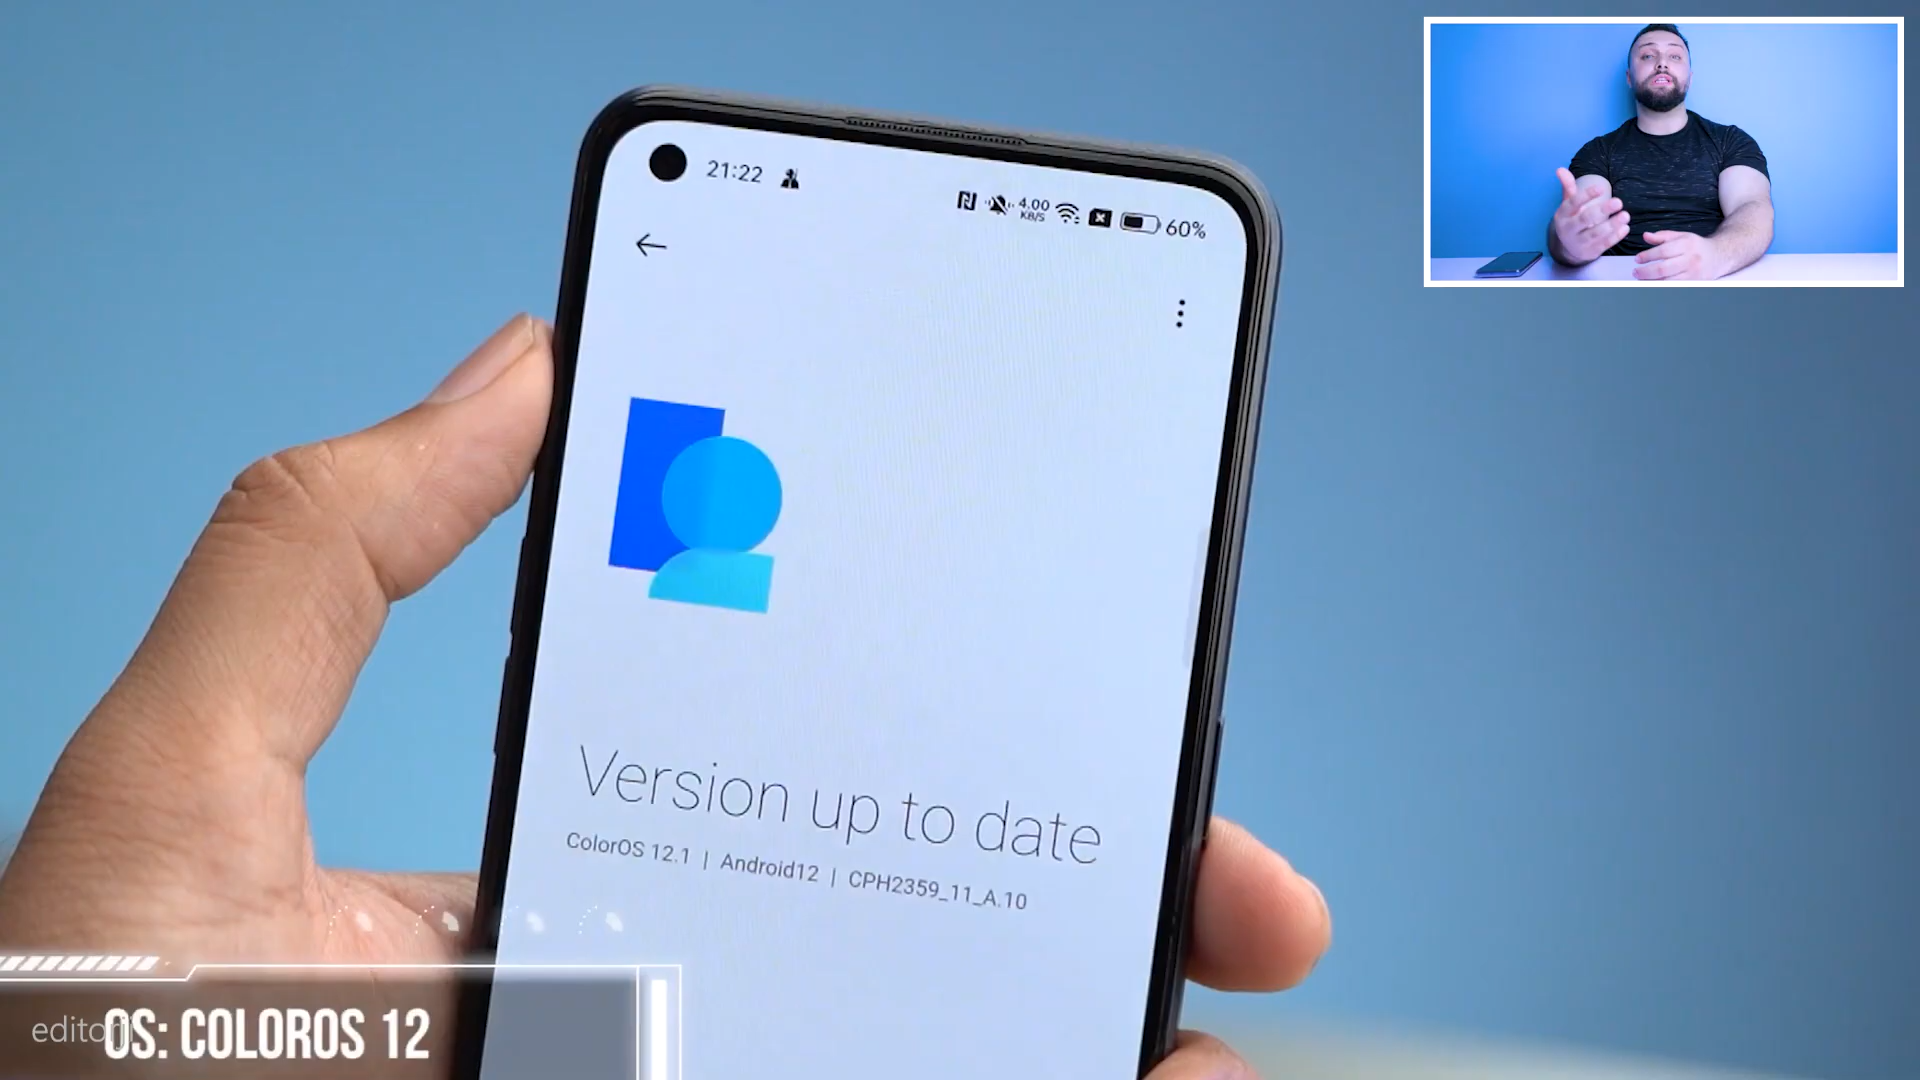 21:22
4.00
KB/S
60%
Version up to date
ColorOS 12.1 | Android12 | CPH2359_11_A.10
editorji
OS: COLOROS 12